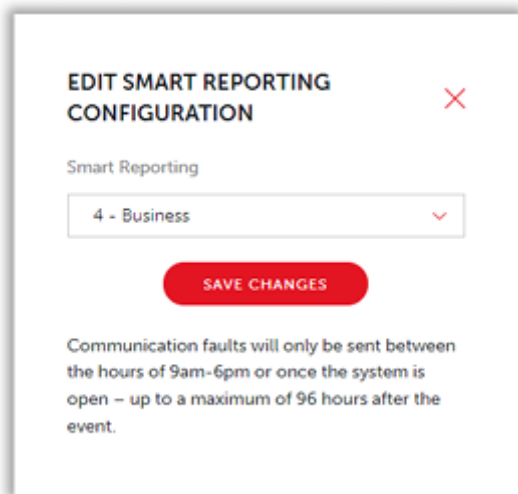 EDIT SMART REPORTING
CONFIGURATION
Smart Reporting
4 - Business
SAVE CHANGES
Communication faults will only be sent between
the hours of 9am-6pm or once the system is
open – up to a maximum of 96 hours after the
event.